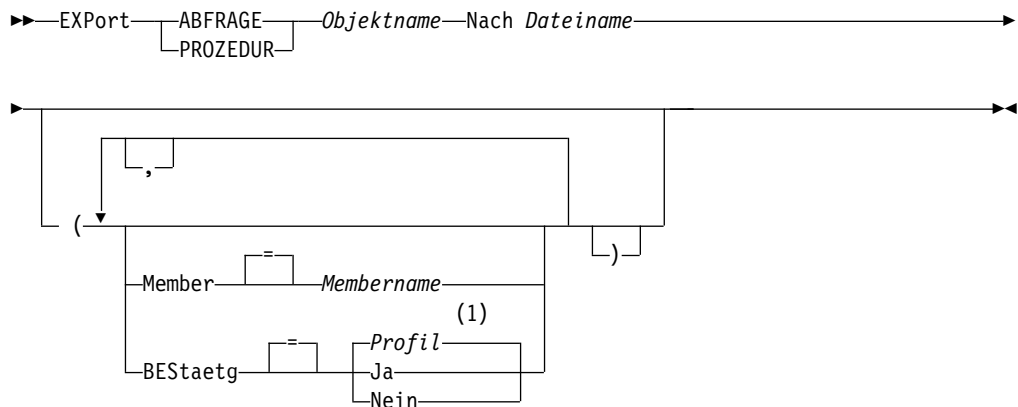 EXPort ABFRAGE Objektname Nach Dateiname
PROZEDUR
,
( )
=
Member Membername
(1)
= Profil
BEStaetg Ja
Nein